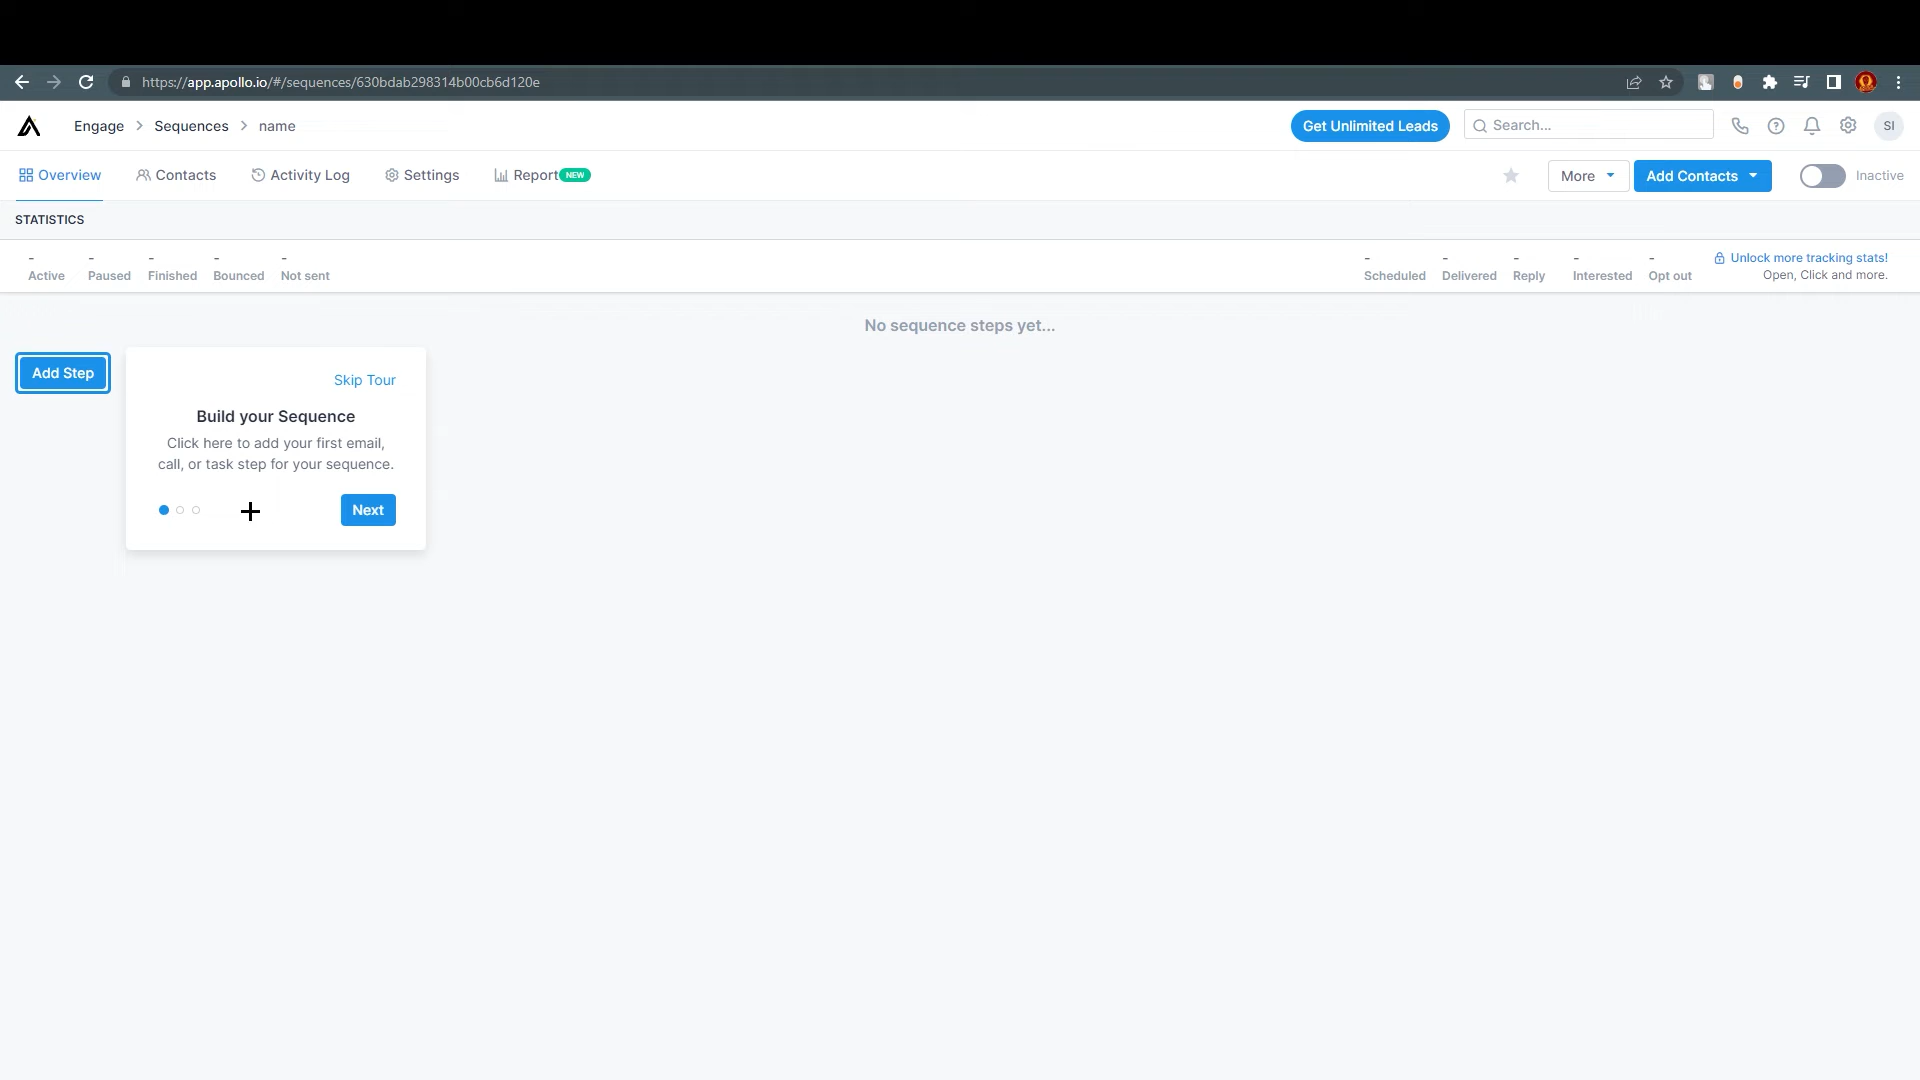 https://app.apollo.io/#/sequences/630bdab298314b00cb6d120e
Engage > Sequences > name
Get Unlimited Leads
Search...
SI
Overview
Contacts
Activity Log
Settings
Report NEW
More
Add Contacts
Inactive
STATISTICS
- - - - -
Active Paused Finished Bounced Not sent
- - - - -
Scheduled Delivered Reply Interested Opt out
Unlock more tracking stats!
Open, Click and more.
No sequence steps yet...
Add Step
Skip Tour
Build your Sequence
Click here to add your first email,
call, or task step for your sequence.
Next